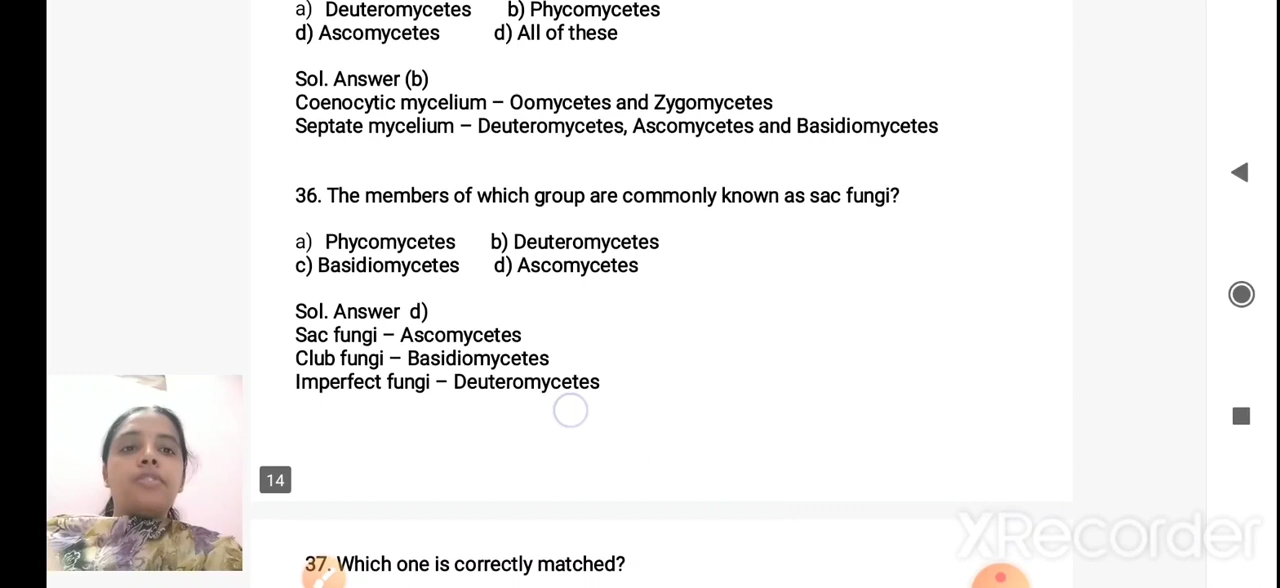 a) Deuteromycetes b) Phycomycetes
d) Ascomycetes d) All of these
Sol. Answer (b)
Coenocytic mycelium – Oomycetes and Zygomycetes
Septate mycelium – Deuteromycetes, Ascomycetes and Basidiomycetes
36. The members of which group are commonly known as sac fungi?
a) Phycomycetes b) Deuteromycetes
c) Basidiomycetes d) Ascomycetes
Sol. Answer d)
Sac fungi – Ascomycetes
Club fungi – Basidiomycetes
Imperfect fungi – Deuteromycetes
14
XRecorder
37. Which one is correctly matched?